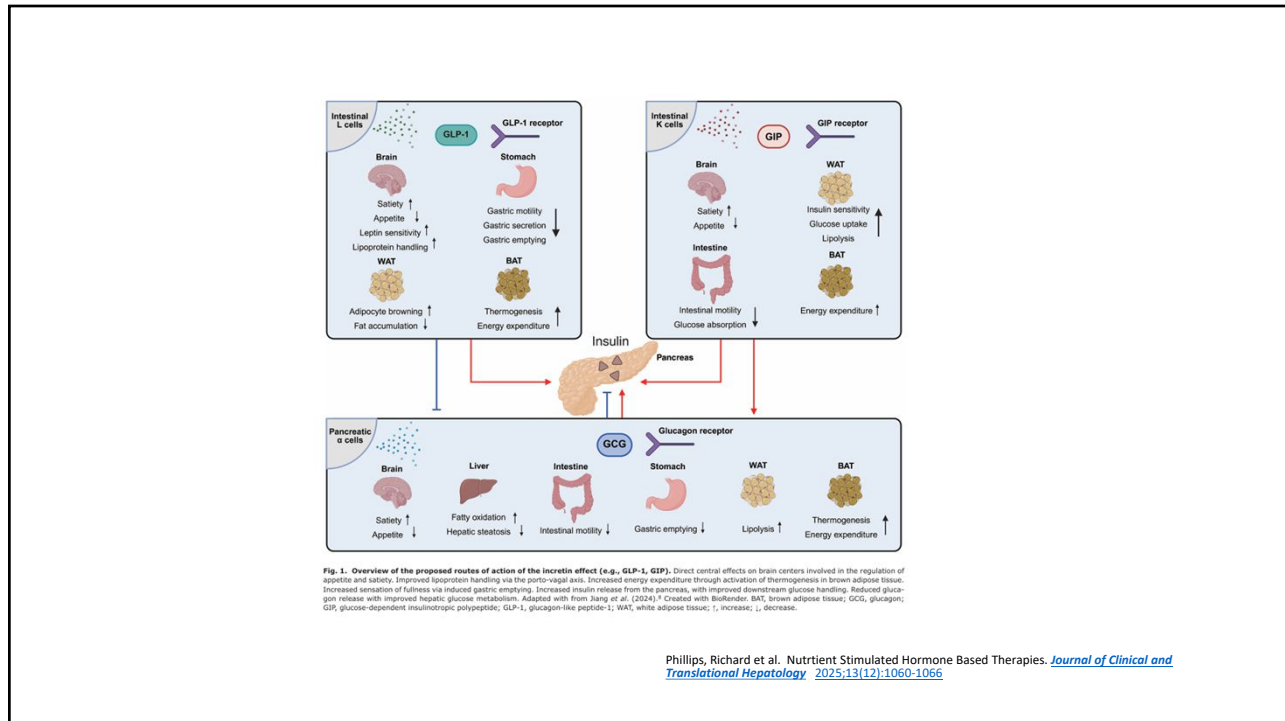 Intestinal
L cells
GLP-1
GLP-1 receptor
Brain
Satiety ↑
Appetite ↓
Leptin sensitivity ↑
Lipoprotein handling ↑
Stomach
Gastric motility
Gastric secretion
Gastric emptying ↓
WAT
Adipocyte browning ↑
Fat accumulation ↓
BAT
Thermogenesis
Energy expenditure ↑
Intestinal
K cells
GIP
GIP receptor
Brain
Satiety ↑
Appetite ↓
WAT
Insulin sensitivity
Glucose uptake ↑
Lipolysis
Intestine
Intestinal motility
Glucose absorption ↓
BAT
Energy expenditure ↑
Insulin
Pancreas
Pancreatic
α cells
GCG
Glucagon receptor
Brain
Satiety ↑
Appetite ↓
Liver
Fatty oxidation ↑
Hepatic steatosis ↓
Intestine
Intestinal motility ↓
Stomach
Gastric emptying ↓
WAT
Lipolysis ↑
BAT
Thermogenesis
Energy expenditure ↑
Fig. 1. Overview of the proposed routes of action of the incretin effect (e.g., GLP-1, GIP). Direct central effects on brain centers involved in the regulation of
appetite and satiety. Improved lipoprotein handling via the porto-vagal axis. Increased energy expenditure through activation of thermogenesis in brown adipose tissue.
Increased sensation of fullness via induced gastric emptying. Increased insulin release from the pancreas, with improved downstream glucose handling. Reduced gluca-
gon release with improved hepatic glucose metabolism. Adapted with from Jiang et al. (2024).⁸ Created with BioRender. BAT, brown adipose tissue; GCG, glucagon;
GIP, glucose-dependent insulinotropic polypeptide; GLP-1, glucagon-like peptide-1; WAT, white adipose tissue; ↑, increase; ↓, decrease.
Phillips, Richard et al. Nutrtient Stimulated Hormone Based Therapies. Journal of Clinical and
Translational Hepatology 2025;13(12):1060-1066